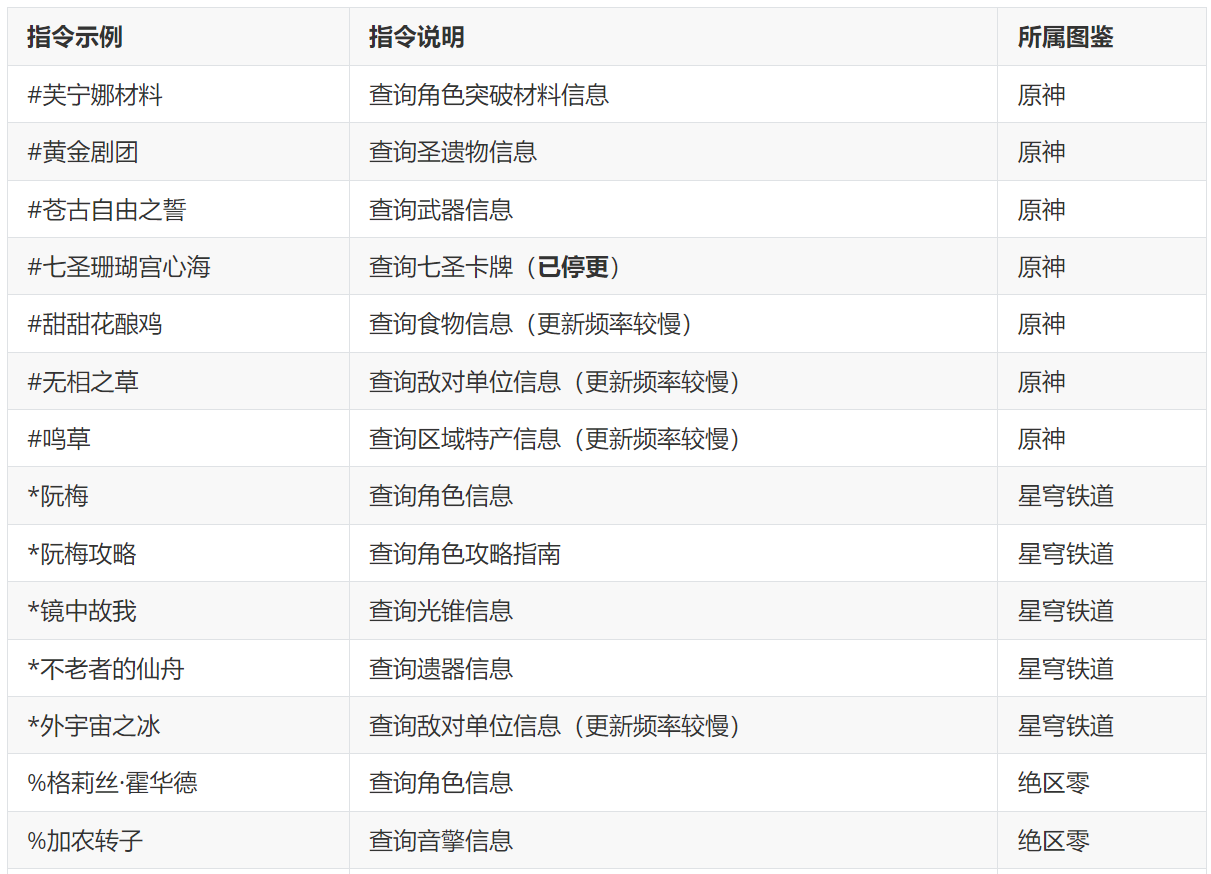 指令示例 指令说明 所属图鉴
#芙宁娜材料 查询角色突破材料信息 原神
#黄金剧团 查询圣遗物信息 原神
#苍古自由之誓 查询武器信息 原神
#七圣珊瑚宫心海 查询七圣卡牌（已停更） 原神
#甜甜花酿鸡 查询食物信息（更新频率较慢） 原神
#无相之草 查询敌对单位信息（更新频率较慢） 原神
#鸣草 查询区域特产信息（更新频率较慢） 原神
*阮梅 查询角色信息 星穹铁道
*阮梅攻略 查询角色攻略指南 星穹铁道
*镜中故我 查询光锥信息 星穹铁道
*不老者的仙舟 查询遗器信息 星穹铁道
*外宇宙之冰 查询敌对单位信息（更新频率较慢） 星穹铁道
%格莉丝·霍华德 查询角色信息 绝区零
%加农转子 查询音擎信息 绝区零